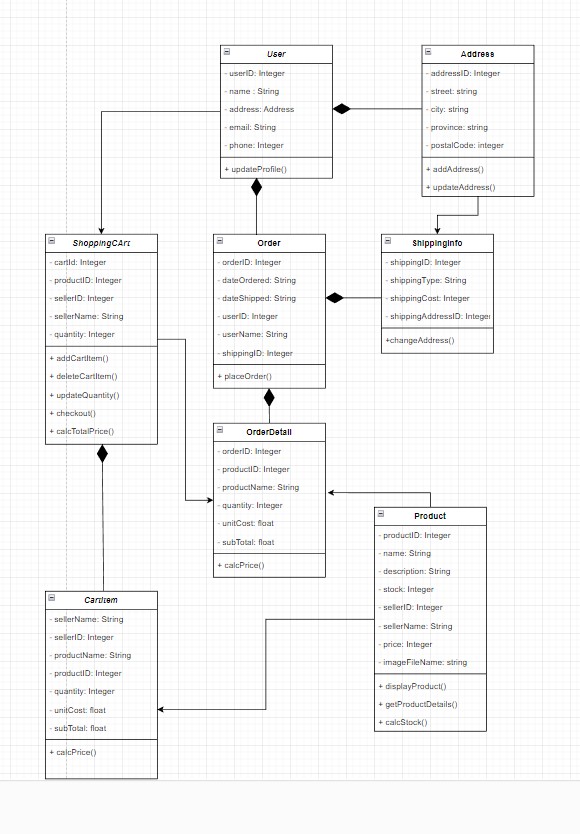 User
- userID: Integer
- name : String
- address: Address
- email: String
- phone: Integer
+ updateProfile()
Address
- addressID: Integer
- street: string
- city: string
- province: string
- postalCode: integer
+ addAddress()
+ updateAddress()
ShoppingCArt
- cartId: Integer
- productID: Integer
- sellerID: Integer
- sellerName: String
- quantity: Integer
+ addCartItem()
+ deleteCartItem()
+ updateQuantity()
+ checkout()
+ calcTotalPrice()
Order
- orderID: Integer
- dateOrdered: String
- dateShipped: String
- userID: Integer
- userName: String
- shippingID: Integer
+ placeOrder()
ShippingInfo
- shippingID: Integer
- shippingType: String
- shippingCost: Integer
- shippingAddressID: Integer
+changeAddress()
OrderDetail
- orderID: Integer
- productID: Integer
- productName: String
- quantity: Integer
- unitCost: float
- subTotal: float
+ calcPrice()
Product
- productID: Integer
- name: String
- description: String
- stock: Integer
- sellerID: Integer
- sellerName: String
- price: Integer
- imageFileName: string
+ displayProduct()
+ getProductDetails()
+ calcStock()
CartItem
- sellerName: String
- sellerID: Integer
- productName: String
- productID: Integer
- quantity: Integer
- unitCost: float
- subTotal: float
+ calcPrice()